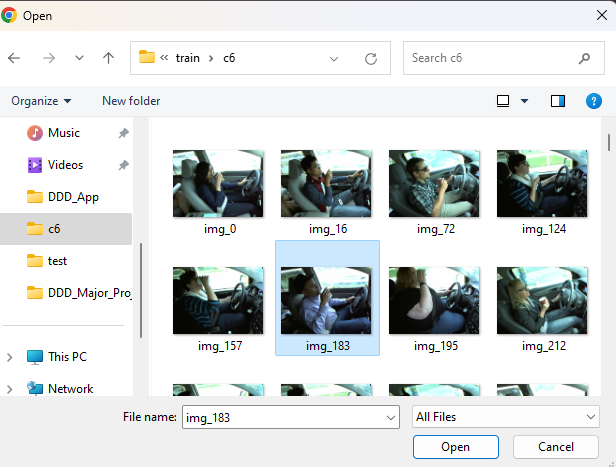 Open
« train > c6
Search c6
Organize
New folder
Music
Videos
DDD_App
c6
test
DDD_Major_Proj
This PC
Network
img_0
img_16
img_72
img_124
img_157
img_183
img_195
img_212
File name:
img_183
All Files
Open
Cancel